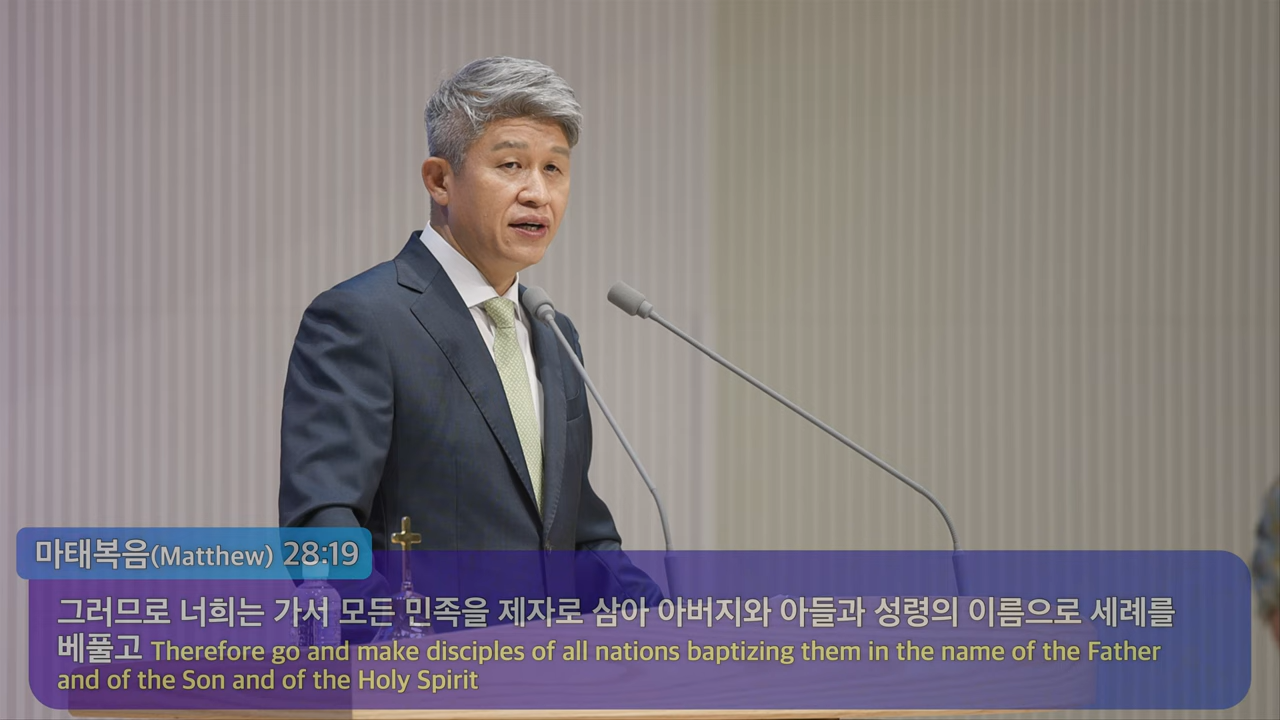 마태복음(Matthew) 28:19
그러므로 너희는 가서 모든 민족을 제자로 삼아 아버지와 아들과 성령의 이름으로 세례를
베풀고 Therefore go and make disciples of all nations baptizing them in the name of the Father
and of the Son and of the Holy Spirit